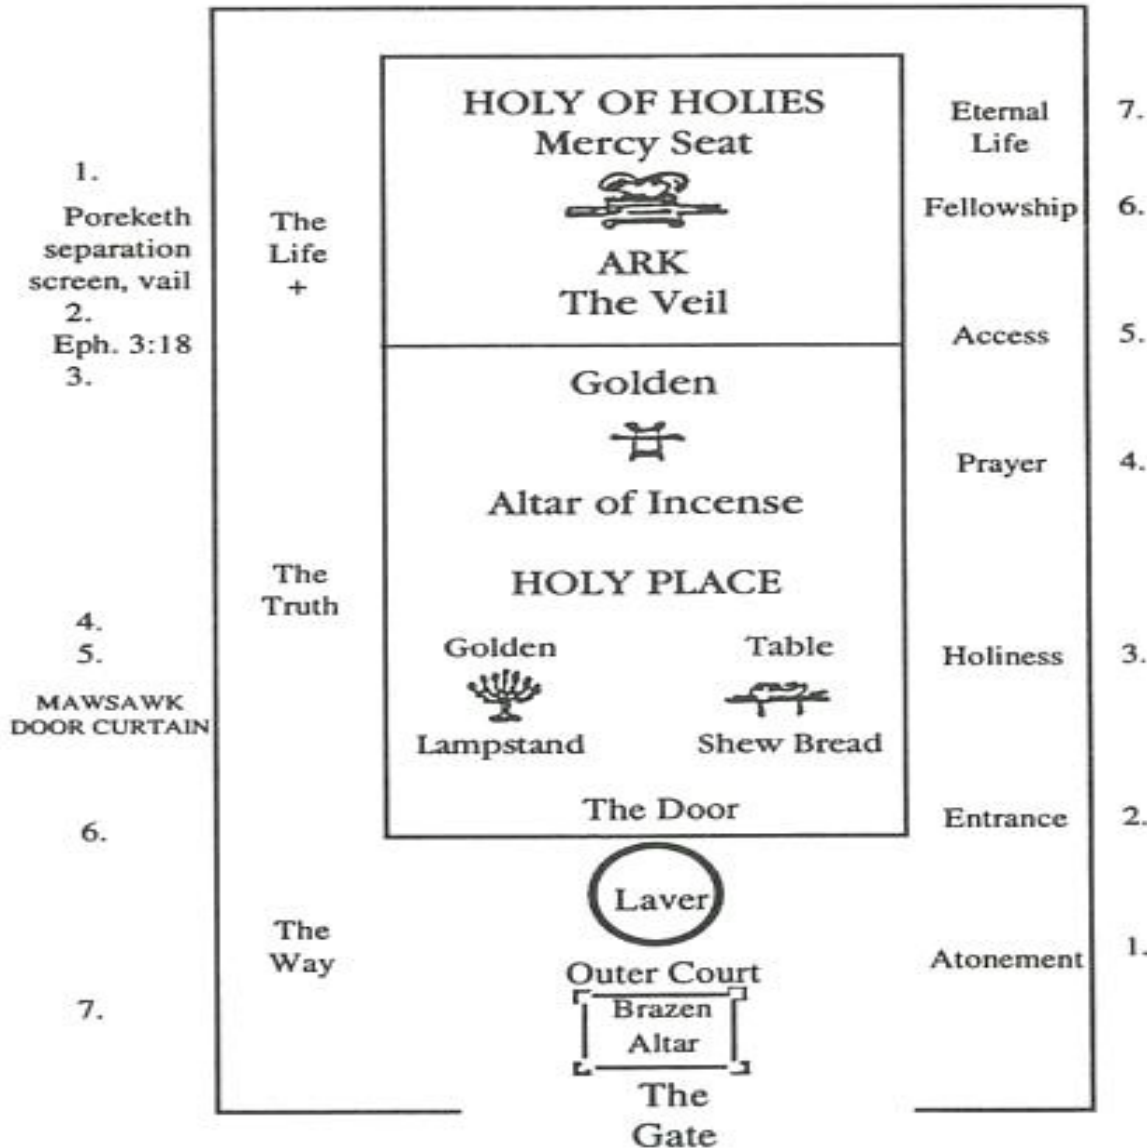 HOLY OF HOLIES
Mercy Seat
ARK
The Veil
Golden
Altar of Incense
HOLY PLACE
Golden
Lampstand
Table
Shew Bread
The Door
Laver
Outer Court
Brazen
Altar
The
Gate
1.
Poreketh
separation
screen, vail
2.
Eph. 3:18
3.
4.
5.
MAWSAWK
DOOR CURTAIN
6.
7.
The
Life
+
The
Truth
The
Way
Eternal
Life
7.
Fellowship
6.
Access
5.
Prayer
4.
Holiness
3.
Entrance
2.
Atonement
1.